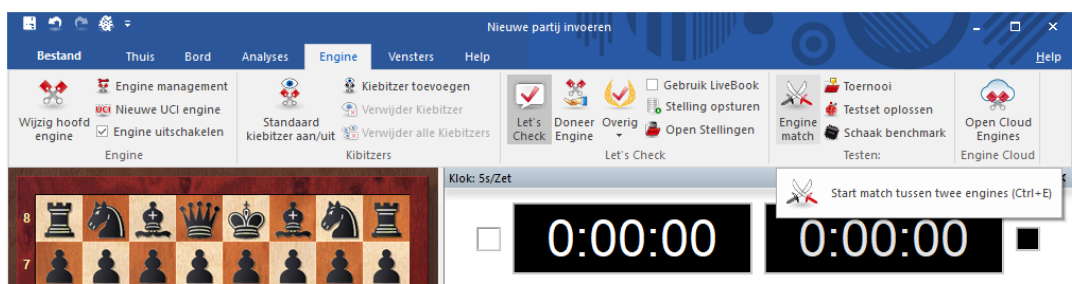 Nieuwe partij invoeren
Bestand Thuis Bord Analyses Engine Vensters Help
Help
Wijzig hoofd engine
Engine management
UCI Nieuwe UCI engine
Engine uitschakelen
Engine
Standaard kiebitzer aan/uit
Kiebitzer toevoegen
Verwijder Kiebitzer
Verwijder alle Kiebitzers
Kibitzers
Let's Check
Doneer Engine
Overig
Gebruik LiveBook
Stelling opsturen
Open Stellingen
Let's Check
Engine match
Toernooi
Testset oplossen
Schaak benchmark
Testen:
Open Cloud Engines
Engine Cloud
Klok: 5s/Zet
Start match tussen twee engines (Ctrl+E)
8
7
0:00:00 0:00:00